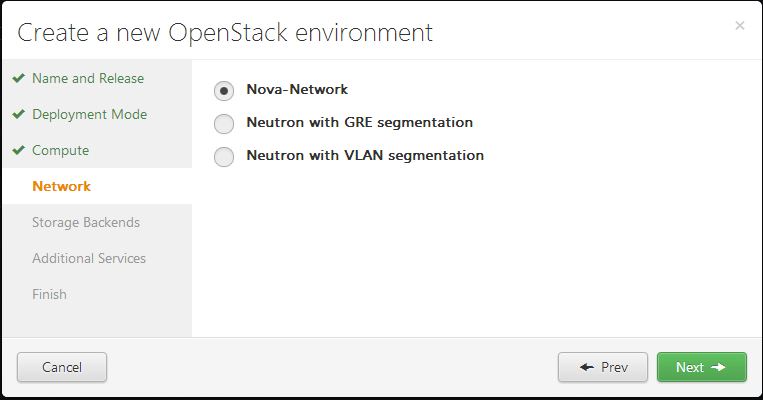 Create a new OpenStack environment
×
Name and Release
Deployment Mode
Compute
Network
Storage Backends
Additional Services
Finish
Nova-Network
Neutron with GRE segmentation
Neutron with VLAN segmentation
Cancel
Prev
Next